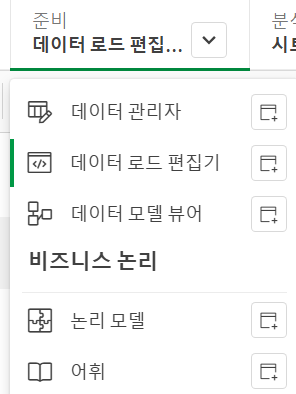 준비
데이터 로드 편집...
시트
데이터 관리자
데이터 로드 편집기
데이터 모델 뷰어
비즈니스 논리
논리 모델
어휘